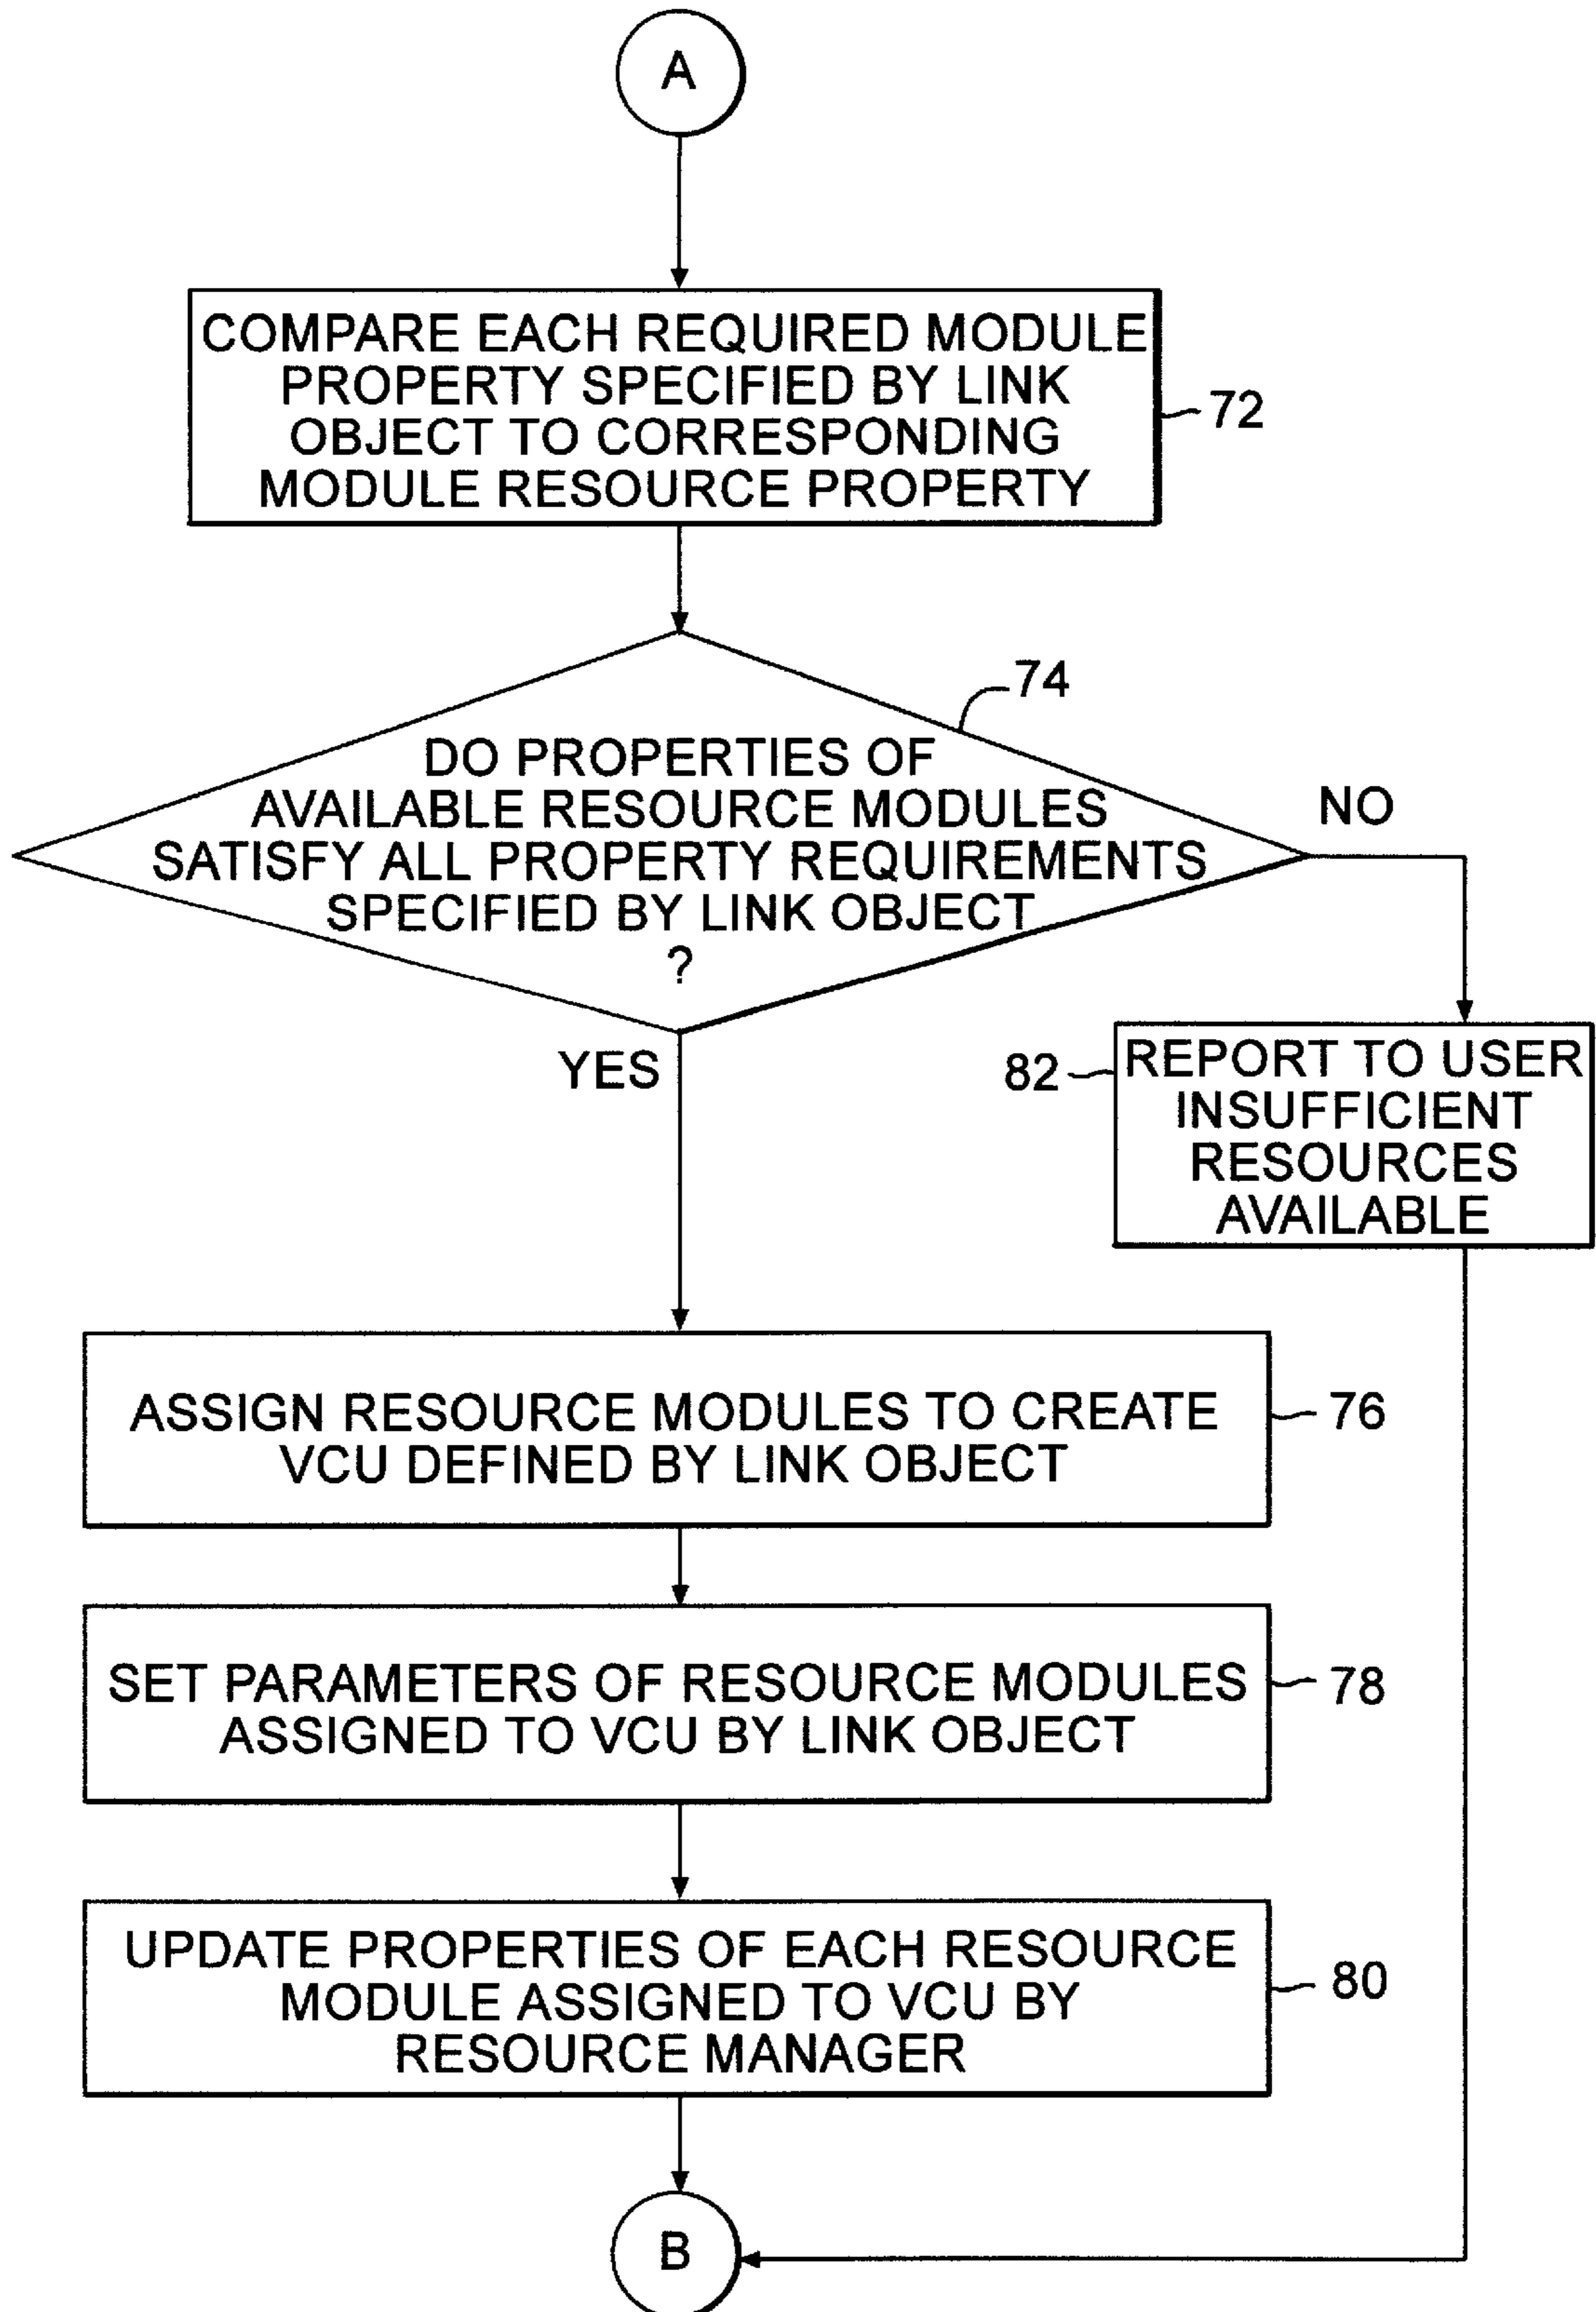 A
COMPARE EACH REQUIRED MODULE
PROPERTY SPECIFIED BY LINK
OBJECT TO CORRESPONDING
MODULE RESOURCE PROPERTY
72
74
DO PROPERTIES OF
AVAILABLE RESOURCE MODULES
SATISFY ALL PROPERTY REQUIREMENTS
SPECIFIED BY LINK OBJECT
?
NO
YES
82
REPORT TO USER
INSUFFICIENT
RESOURCES
AVAILABLE
ASSIGN RESOURCE MODULES TO CREATE
VCU DEFINED BY LINK OBJECT
76
SET PARAMETERS OF RESOURCE MODULES
ASSIGNED TO VCU BY LINK OBJECT
78
UPDATE PROPERTIES OF EACH RESOURCE
MODULE ASSIGNED TO VCU BY
RESOURCE MANAGER
80
B